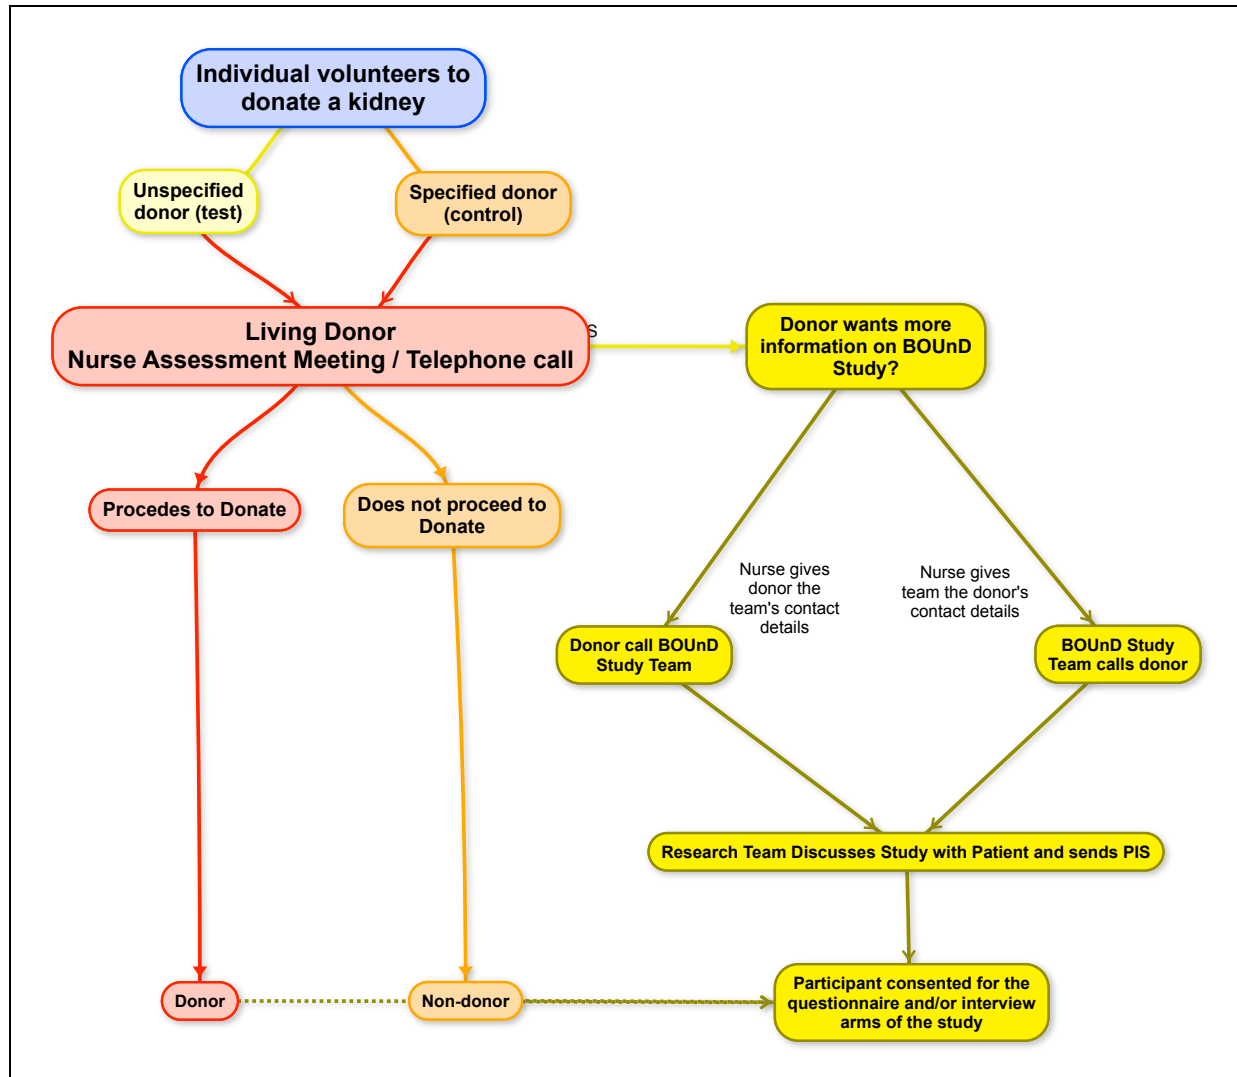 Individual volunteers to
donate a kidney
Unspecified
donor (test)
Specified donor
(control)
Living Donor
Nurse Assessment Meeting / Telephone call
S
Donor wants more
information on BOUnD
Study?
Procedes to Donate
Does not proceed to
Donate
Nurse gives
donor the
team's contact
details
Nurse gives
team the donor's
contact details
Donor call BOUnD
Study Team
BOUnD Study
Team calls donor
Research Team Discusses Study with Patient and sends PIS
Donor
Non-donor
Participant consented for the
questionnaire and/or interview
arms of the study